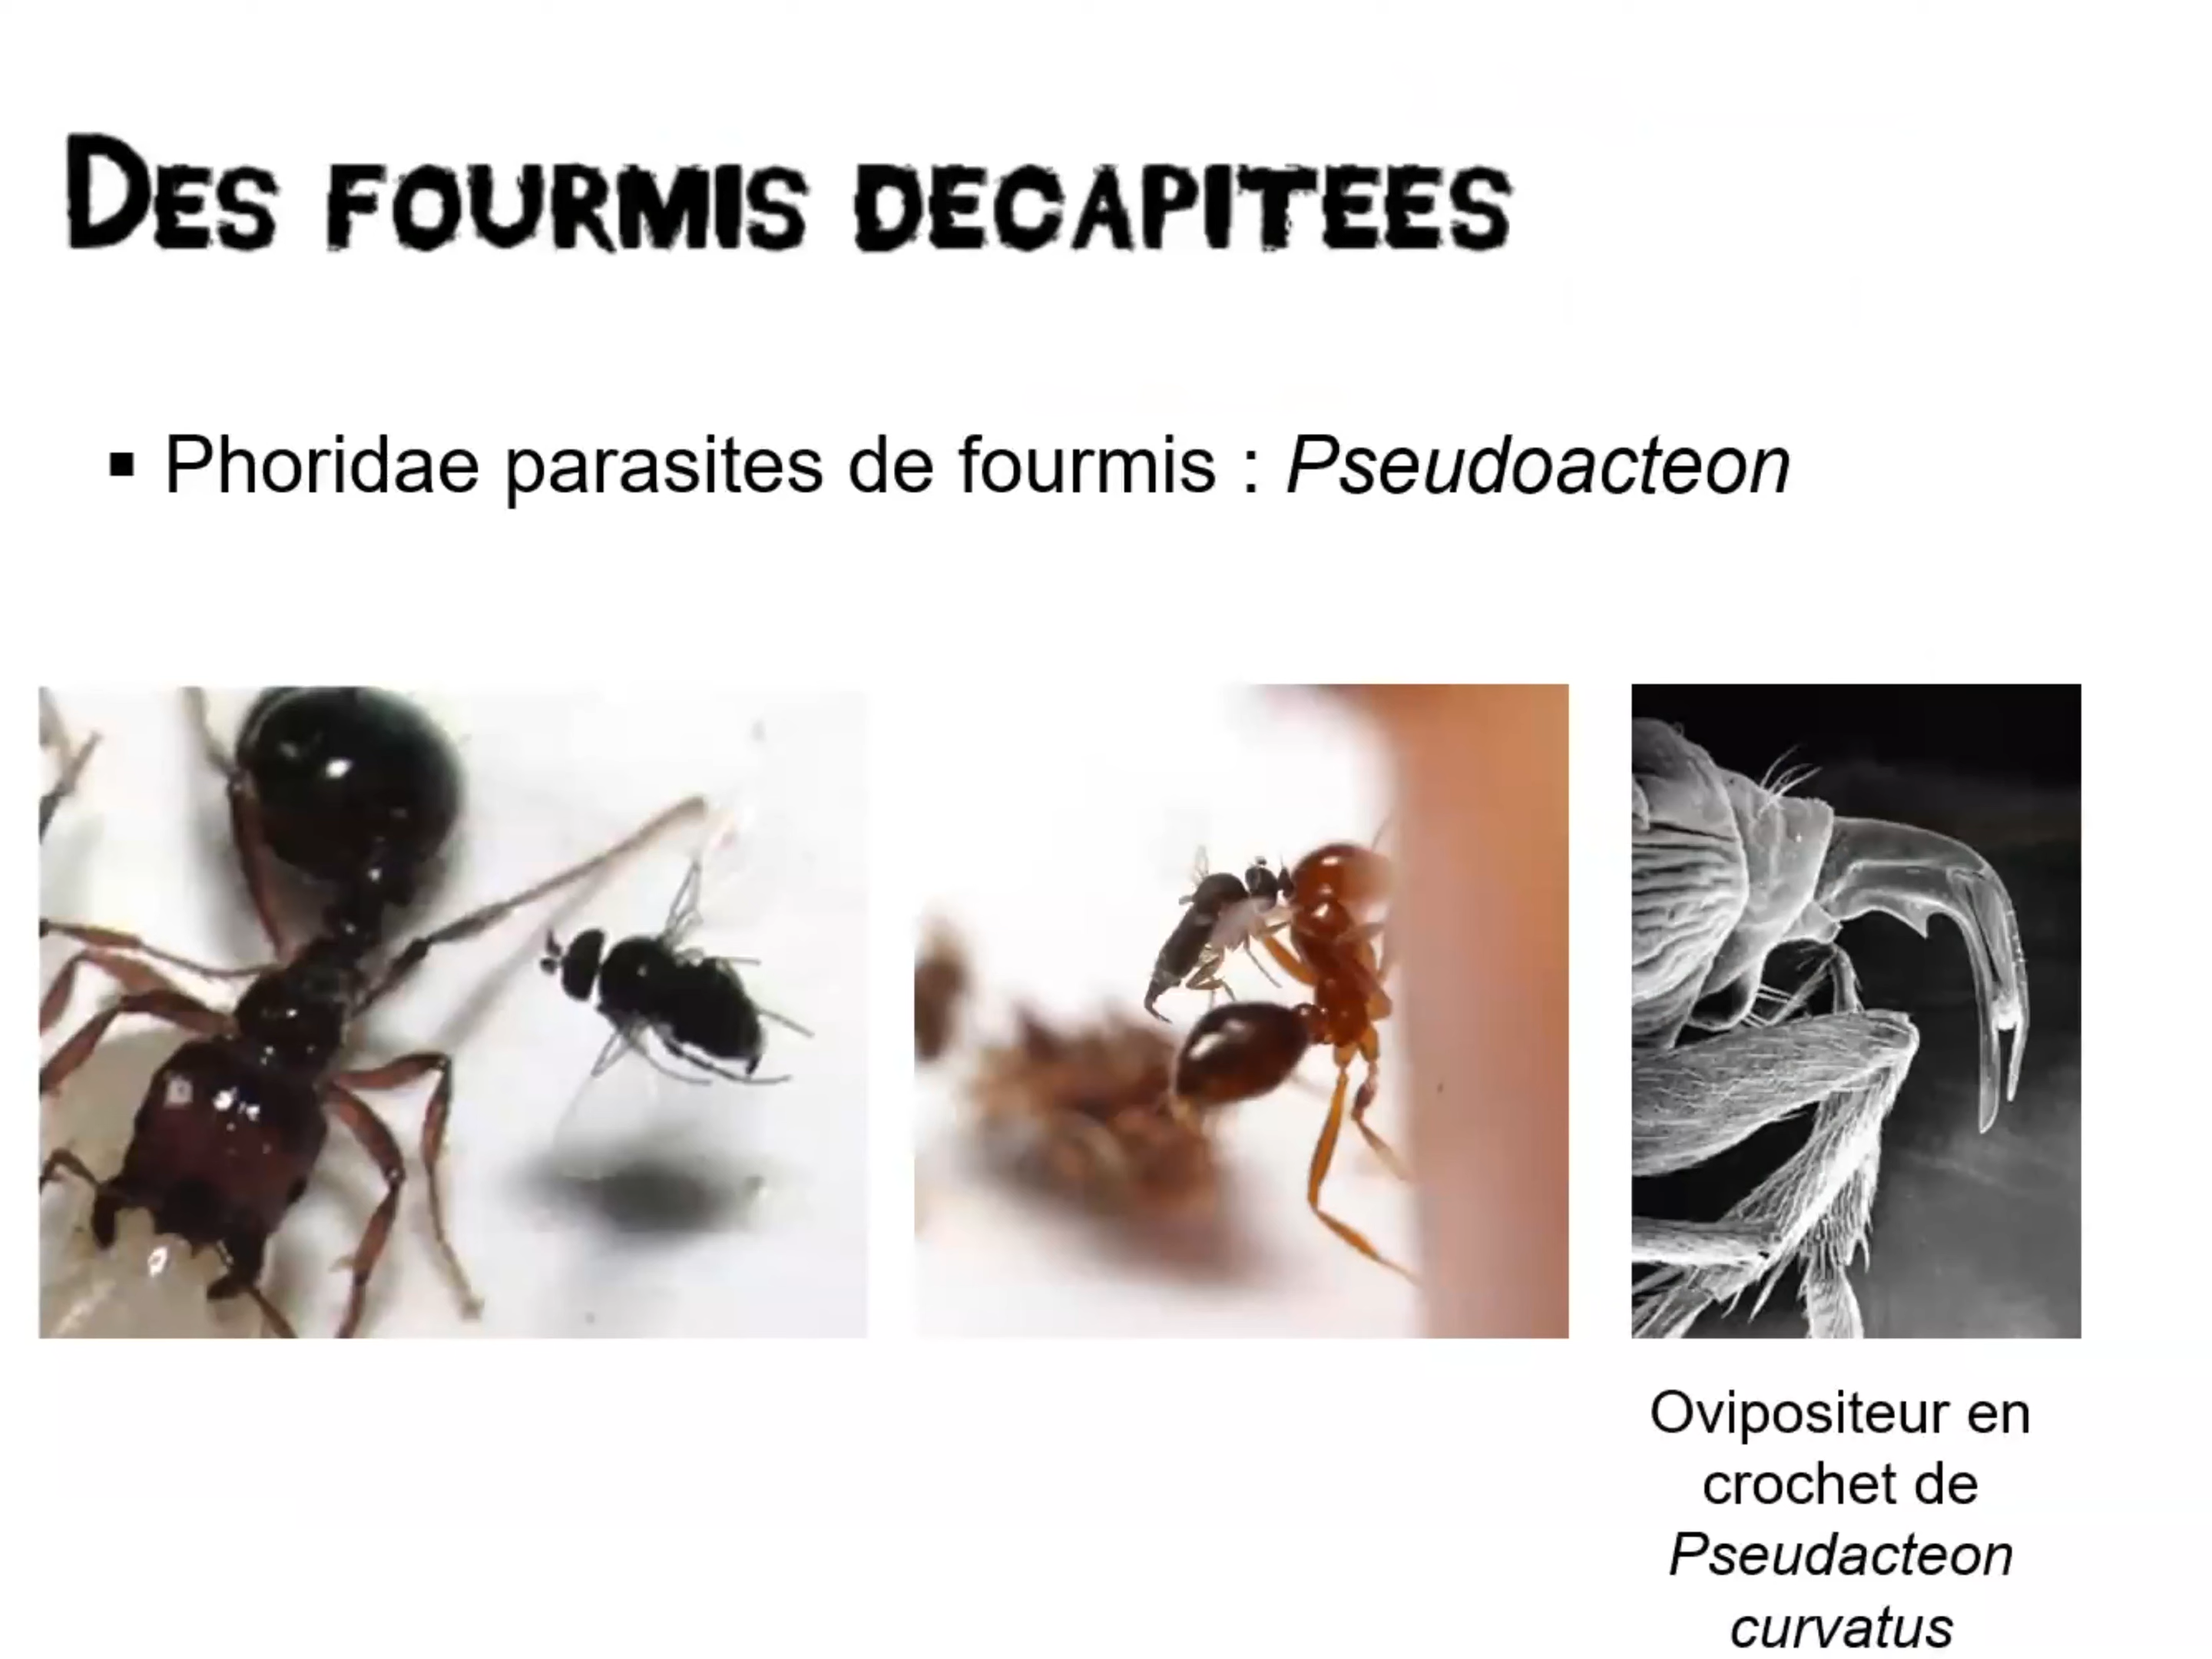 DES FOURMIS DECAPITEES
▪ Phoridae parasites de fourmis : Pseudoacteon
Ovipositeur en
crochet de
Pseudacteon
curvatus